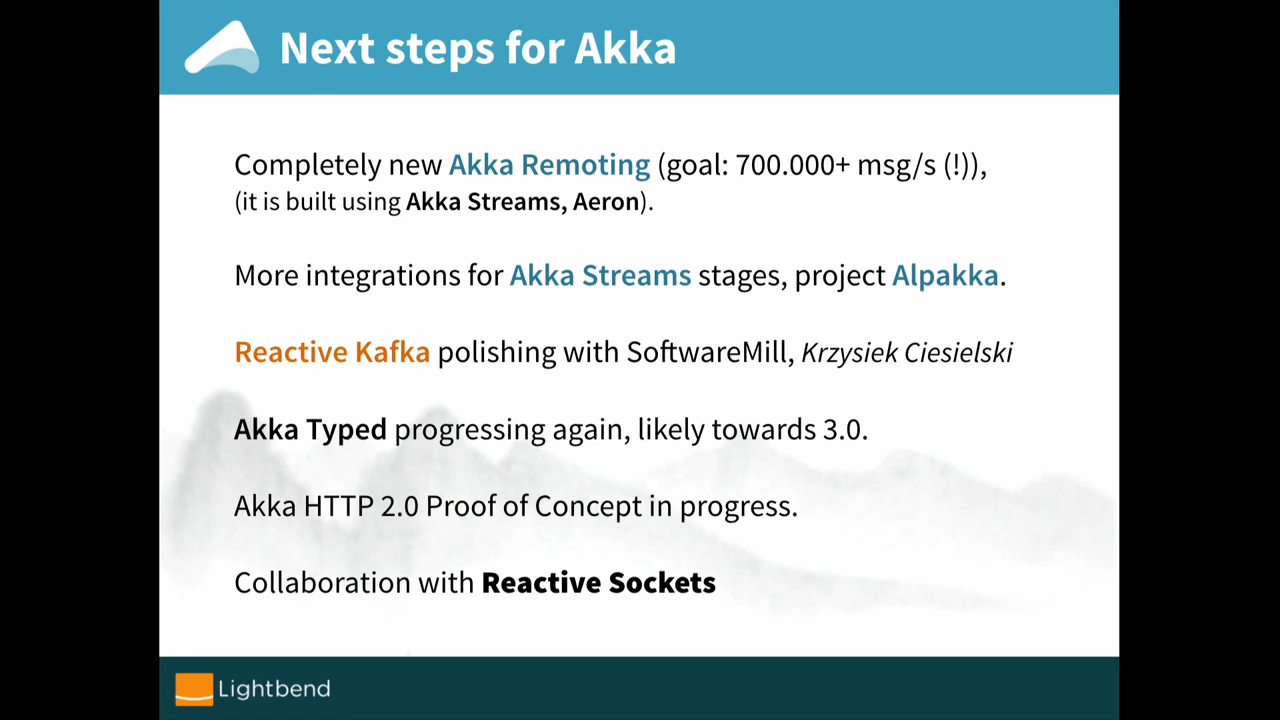 Next steps for Akka
Completely new Akka Remoting (goal: 700.000+ msg/s (!)),
(it is built using Akka Streams, Aeron).
More integrations for Akka Streams stages, project Alpakka.
Reactive Kafka polishing with SoftwareMill, Krzysiek Ciesielski
Akka Typed progressing again, likely towards 3.0.
Akka HTTP 2.0 Proof of Concept in progress.
Collaboration with Reactive Sockets
Lightbend